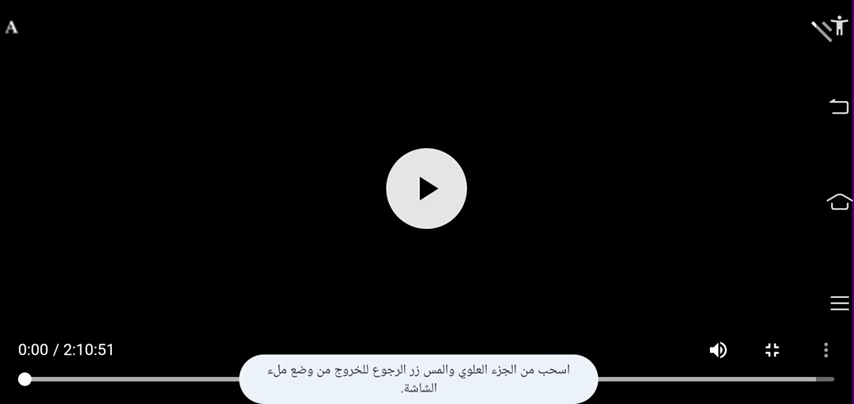 A
0:00 / 2:10:51
اسحب من الجزء العلوي والمس زر الرجوع للخروج من وضع ملء
الشاشة.